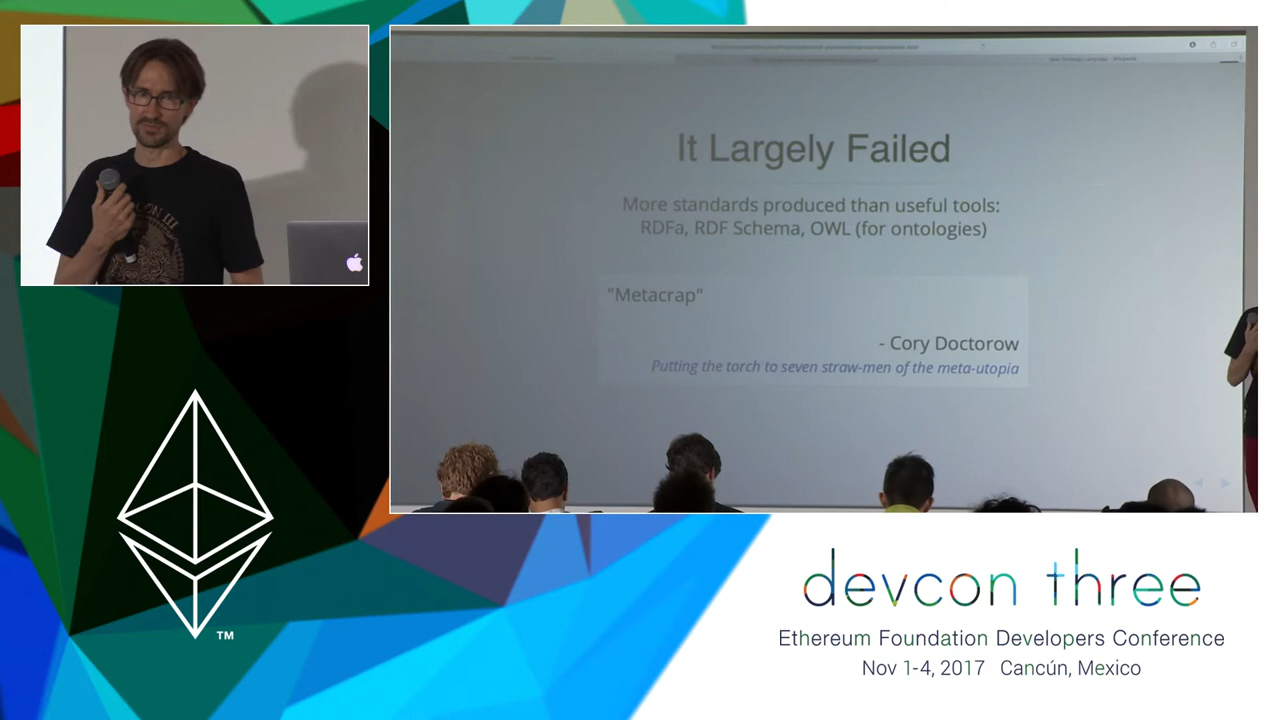 It Largely Failed
More standards produced than useful tools:
RDFa, RDF Schema, OWL (for ontologies)
"Metacrap"
- Cory Doctorow
Putting the torch to seven straw-men of the meta-utopia
TM
devcon three
Ethereum Foundation Developers Conference
Nov 1-4, 2017 Cancún, Mexico